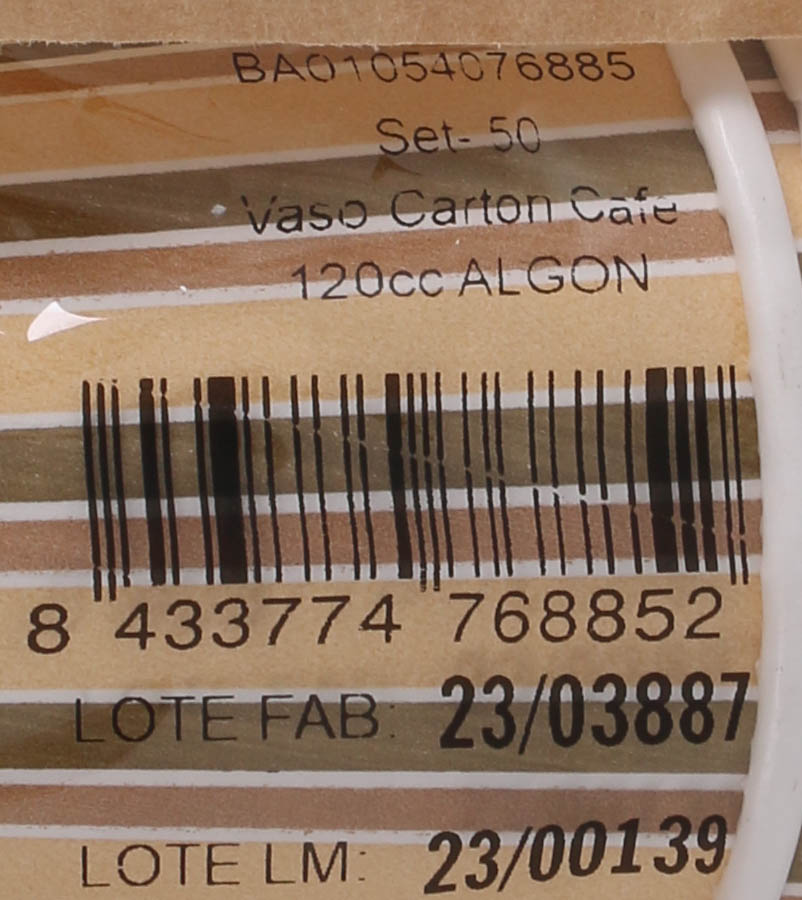 BA01054076885
Set- 50
Vaso Carton Cafe
120cc ALGON
8 433774 768852
LOTE FAB: 23/03887
LOTE LM: 23/00139